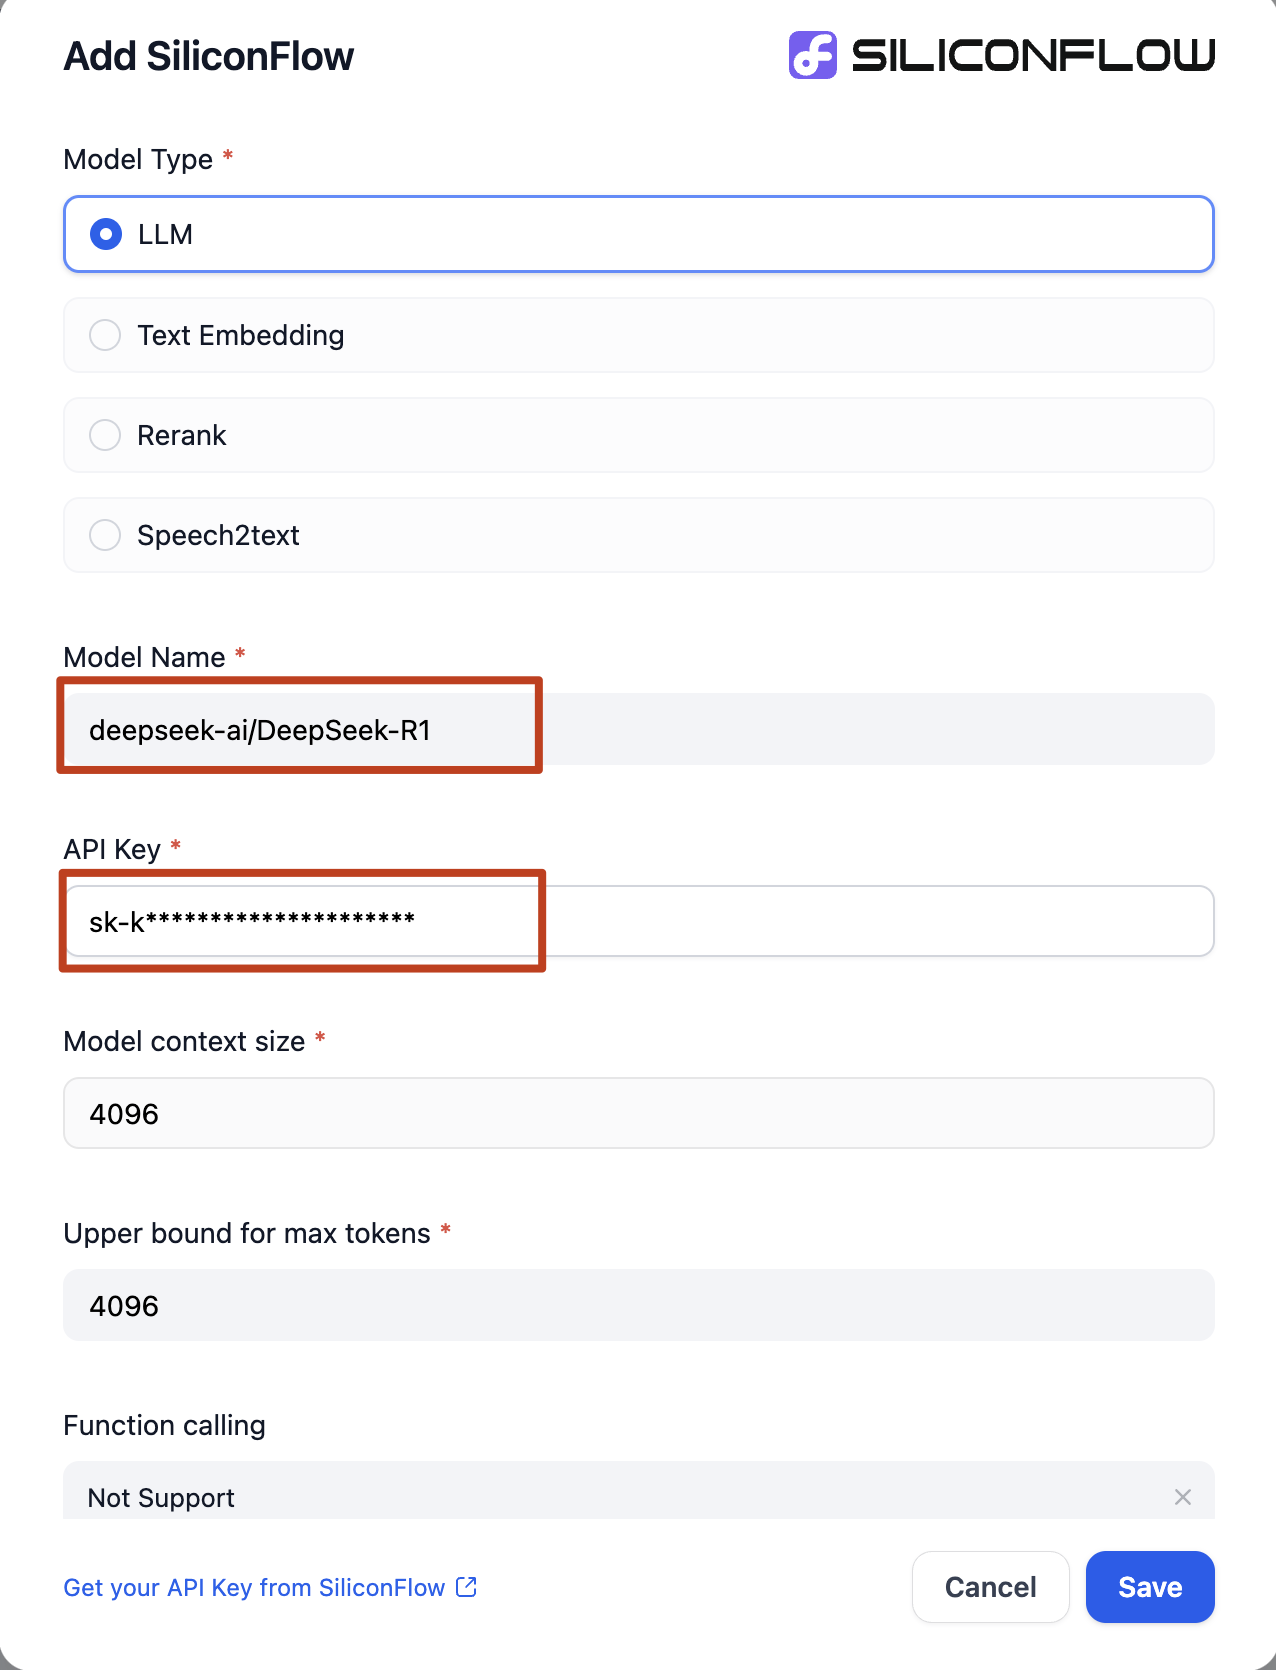 Add SiliconFlow
SILICONFLOW
Model Type *
LLM
Text Embedding
Rerank
Speech2text
Model Name *
deepseek-ai/DeepSeek-R1
API Key *
sk-k*********************
Model context size *
4096
Upper bound for max tokens *
4096
Function calling
Not Support
Get your API Key from SiliconFlow
Cancel
Save